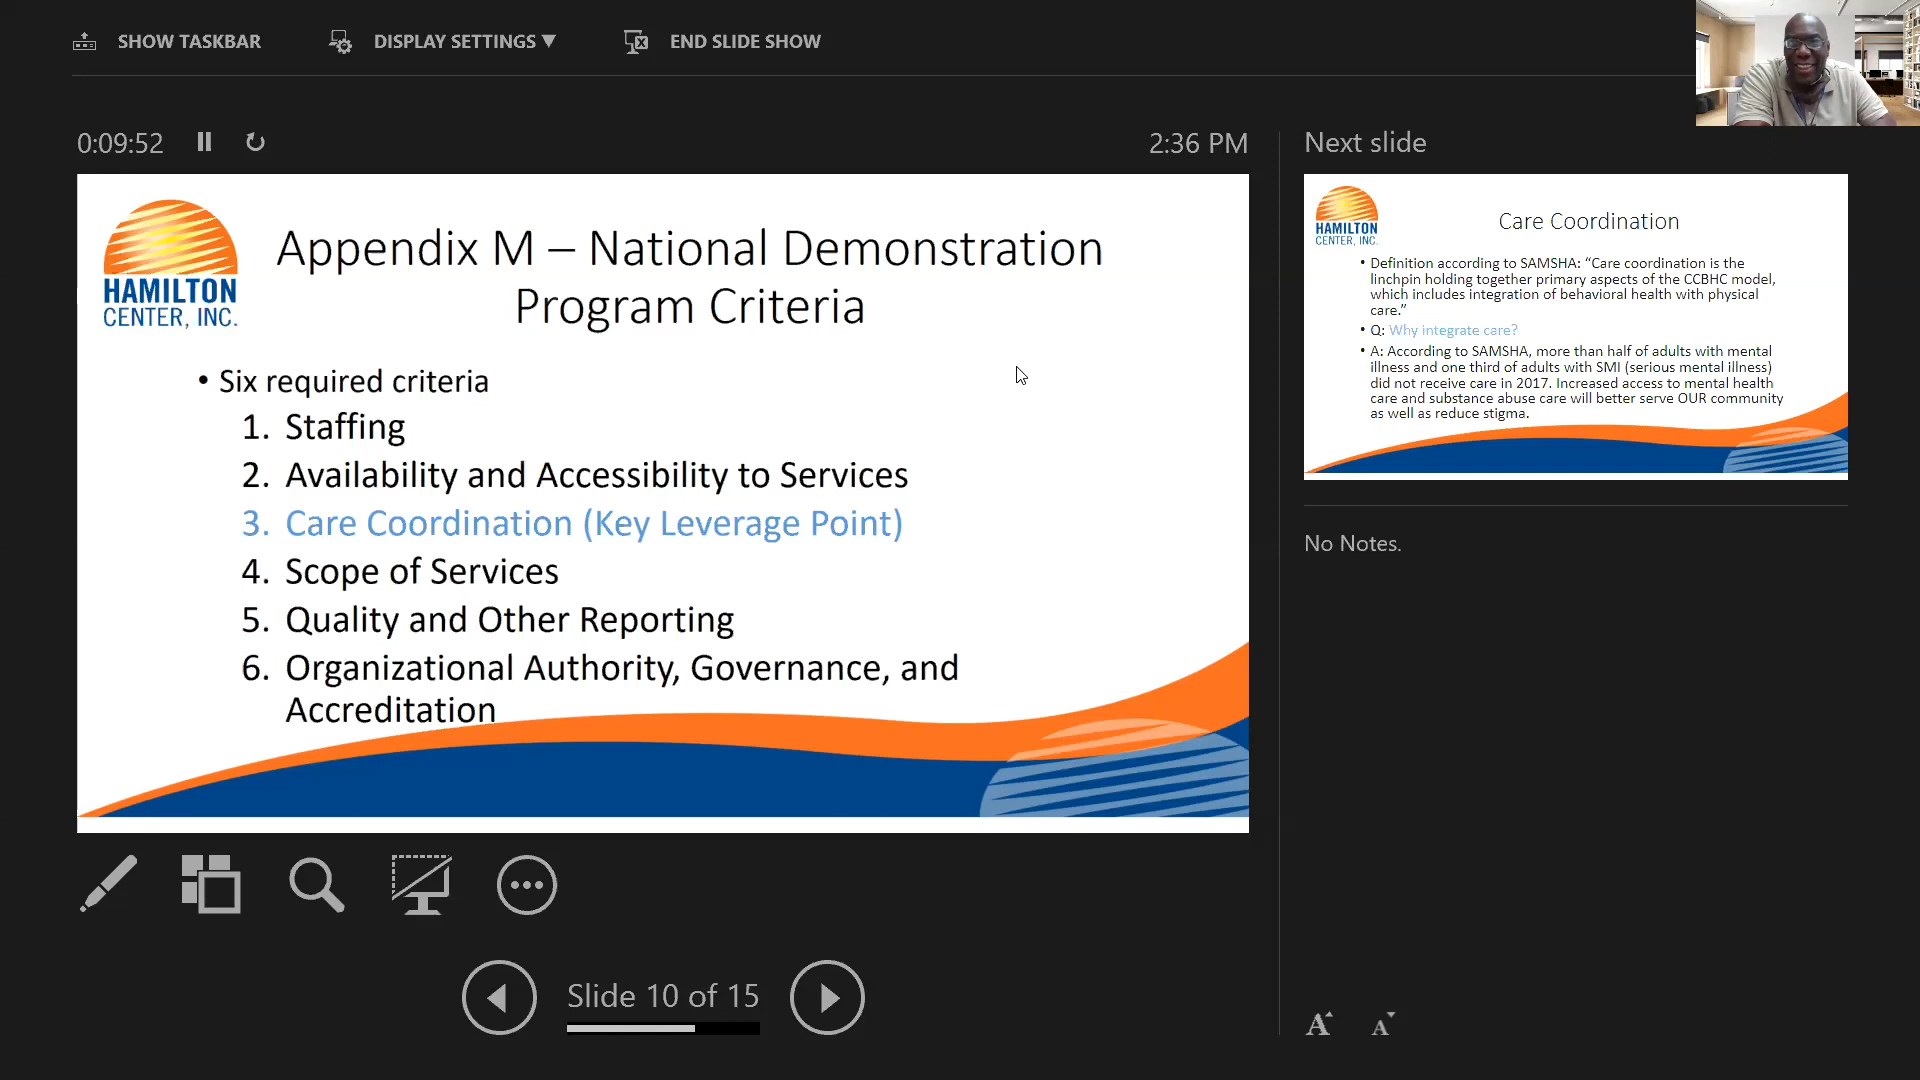 SHOW TASKBAR
DISPLAY SETTINGS ▼
END SLIDE SHOW
0:09:52
2:36 PM
HAMILTON
CENTER, INC.
Appendix M – National Demonstration
Program Criteria
• Six required criteria
1. Staffing
2. Availability and Accessibility to Services
3. Care Coordination (Key Leverage Point)
4. Scope of Services
5. Quality and Other Reporting
6. Organizational Authority, Governance, and
Accreditation
Slide 10 of 15
Next slide
HAMILTON
CENTER, INC.
Care Coordination
• Definition according to SAMSHA: “Care coordination is the
linchpin holding together primary aspects of the CCBHC model,
which includes integration of behavioral health with physical
care.”
• Q: Why integrate care?
• A: According to SAMSHA, more than half of adults with mental
illness and one third of adults with SMI (serious mental illness)
did not receive care in 2017. Increased access to mental health
care and substance abuse care will better serve OUR community
as well as reduce stigma.
No Notes.
A A